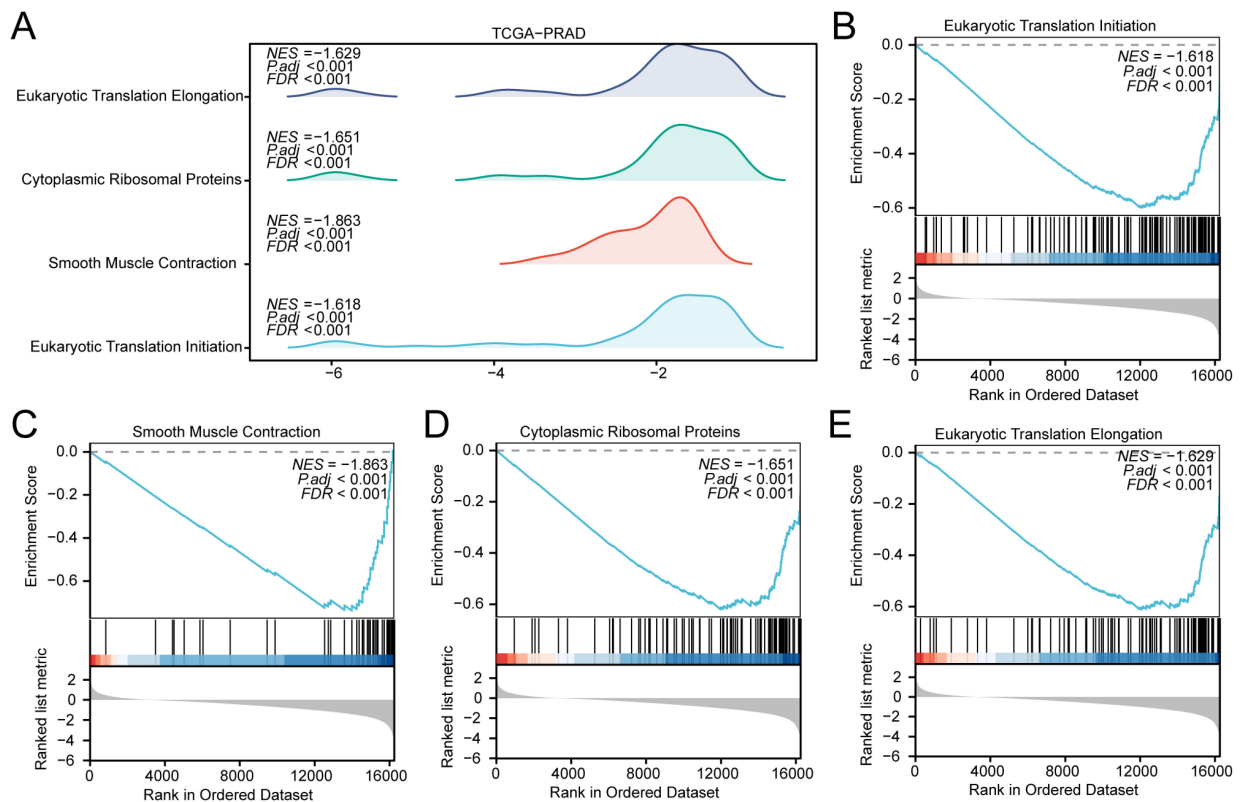 A
TCGA−PRAD
NES =−1.629
P.adj <0.001
FDR <0.001
Eukaryotic Translation Elongation
NES =−1.651
P.adj <0.001
FDR <0.001
Cytoplasmic Ribosomal Proteins
NES =−1.863
P.adj <0.001
FDR <0.001
Smooth Muscle Contraction
NES =−1.618
P.adj <0.001
FDR <0.001
Eukaryotic Translation Initiation
−6 −4 −2
B
Eukaryotic Translation Initiation
NES = −1.618
P.adj < 0.001
FDR < 0.001
Enrichment Score
0.0
−0.2
−0.4
−0.6
Ranked list metric
2
0
−2
−4
−6
0 4000 8000 12000 16000
Rank in Ordered Dataset
C
Smooth Muscle Contraction
NES = −1.863
P.adj < 0.001
FDR < 0.001
Enrichment Score
0.0
−0.2
−0.4
−0.6
Ranked list metric
2
0
−2
−4
−6
0 4000 8000 12000 16000
Rank in Ordered Dataset
D
Cytoplasmic Ribosomal Proteins
NES = −1.651
P.adj < 0.001
FDR < 0.001
Enrichment Score
0.0
−0.2
−0.4
−0.6
Ranked list metric
2
0
−2
−4
−6
0 4000 8000 12000 16000
Rank in Ordered Dataset
E
Eukaryotic Translation Elongation
NES = −1.629
P.adj < 0.001
FDR < 0.001
Enrichment Score
0.0
−0.2
−0.4
−0.6
Ranked list metric
2
0
−2
−4
−6
0 4000 8000 12000 16000
Rank in Ordered Dataset